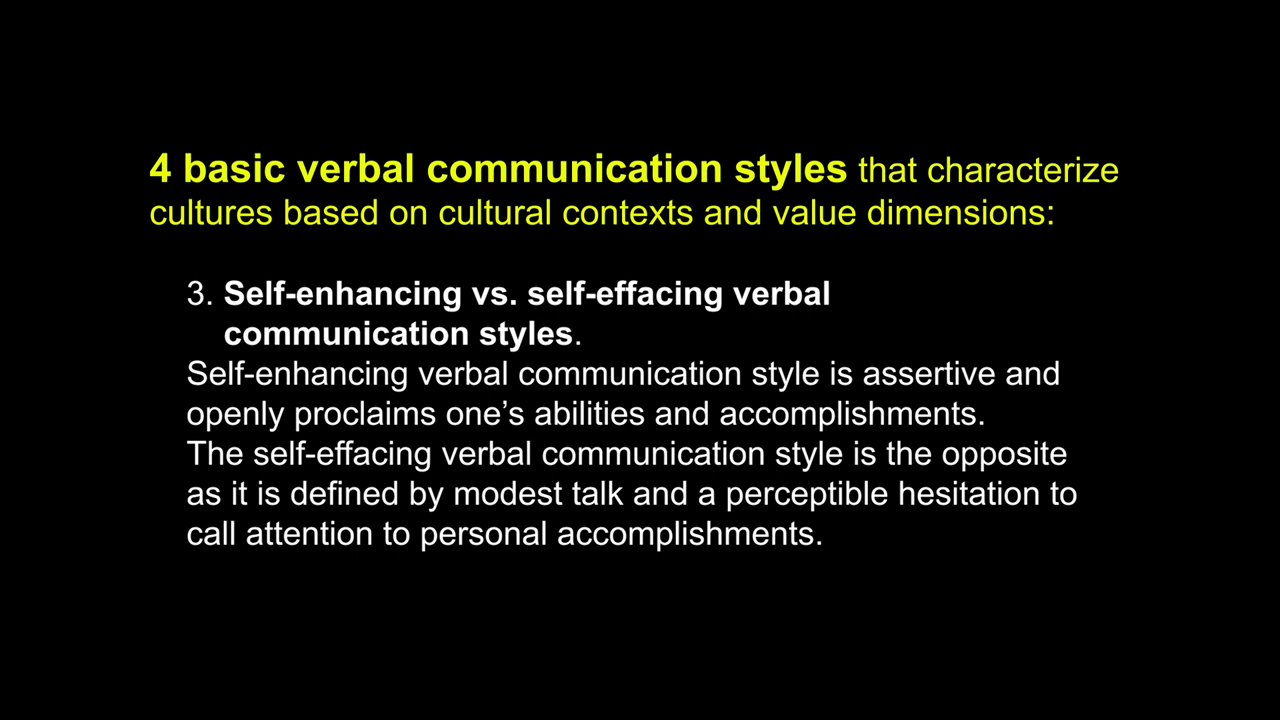 4 basic verbal communication styles that characterize
cultures based on cultural contexts and value dimensions:
3. Self-enhancing vs. self-effacing verbal
communication styles.
Self-enhancing verbal communication style is assertive and
openly proclaims one’s abilities and accomplishments.
The self-effacing verbal communication style is the opposite
as it is defined by modest talk and a perceptible hesitation to
call attention to personal accomplishments.